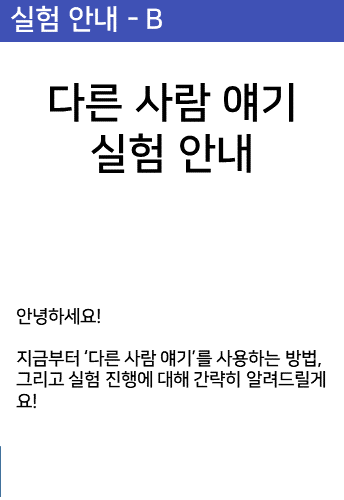 실험 안내 - B
다른 사람 얘기
실험 안내
안녕하세요!
지금부터 ‘다른 사람 얘기’를 사용하는 방법,
그리고 실험 진행에 대해 간략히 알려드릴게
요!